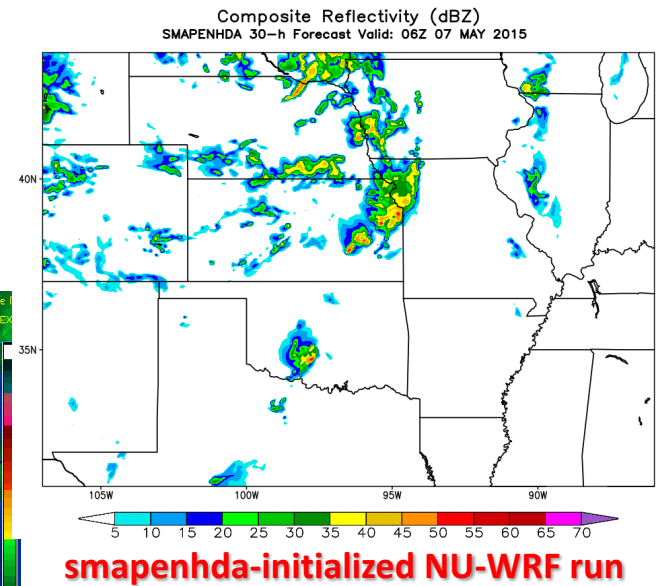 Composite Reflectivity (dBZ)
SMAPENHDA 30-h Forecast Valid: 06Z 07 MAY 2015
40N
35N
105W 100W 95W 90W
5 10 15 20 25 30 35 40 45 50 55 60 65 70
smapenhda-initialized NU-WRF run